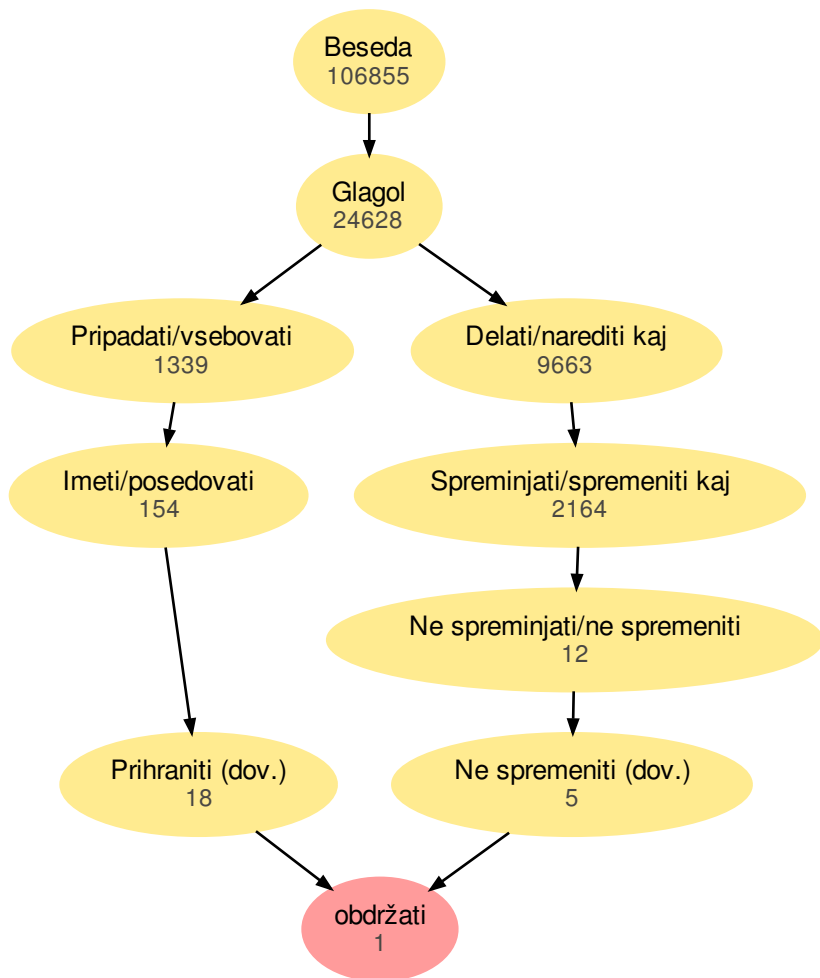 Beseda
106855
Glagol
24628
Pripadati/vsebovati
1339
Delati/narediti kaj
9663
Imeti/posedovati
154
Spreminjati/spremeniti kaj
2164
Ne spreminjati/ne spremeniti
12
Prihraniti (dov.)
18
Ne spremeniti (dov.)
5
obdržati
1